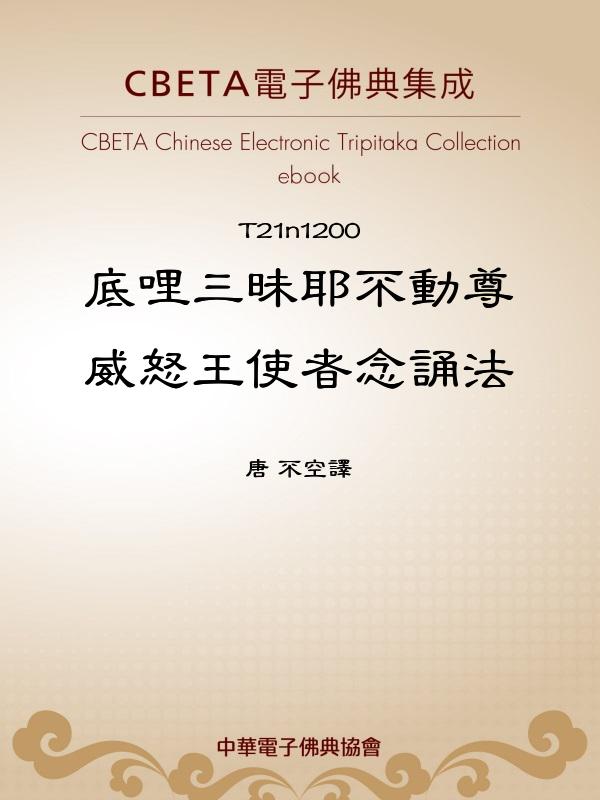 CBETA電子佛典集成
CBETA Chinese Electronic Tripitaka Collection
ebook
T21n1200
底哩三昧耶不動尊
威怒王使者念誦法
唐 不空譯
中華電子佛典協會